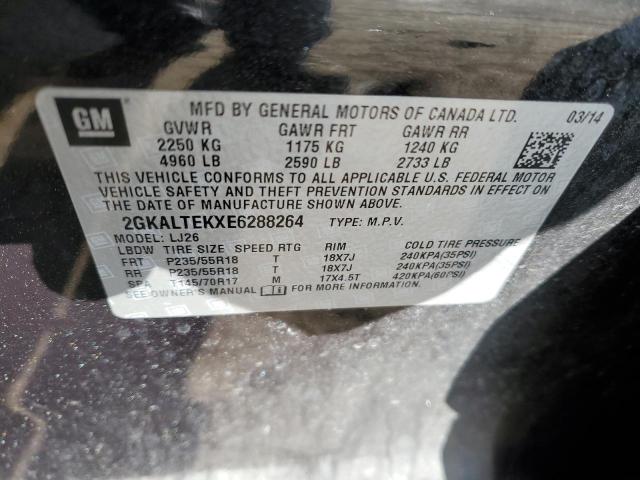 GM
MFD BY GENERAL MOTORS OF CANADA LTD. 03/14
GVWR GAWR FRT GAWR RR
2250 KG 1175 KG 1240 KG
4960 LB 2590 LB 2733 LB
THIS VEHICLE CONFORMS TO ALL APPLICABLE U.S. FEDERAL MOTOR
VEHICLE SAFETY AND THEFT PREVENTION STANDARDS IN EFFECT ON
THE DATE OF MANUFACTURE SHOWN ABOVE.
2GKALTEKXE6288264 TYPE: M.P.V.
MODEL: LJ26
LBDW TIRE SIZE SPEED RTG RIM COLD TIRE PRESSURE
FRT P235/55R18 T 18X7J 240KPA(35PSI)
RR P235/55R18 T 18X7J 240KPA(35PSI)
SPA T145/70R17 M 17X4.5T 420KPA(60PSI)
SEE OWNER'S MANUAL FOR MORE INFORMATION.